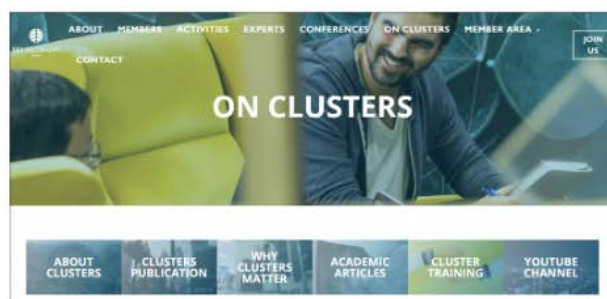 ABOUT MEMBERS ACTIVITIES EXPERTS CONFERENCES ON CLUSTERS MEMBER AREA
JOIN
US
CONTACT
ON CLUSTERS
ABOUT
CLUSTERS
CLUSTERS
PUBLICATION
WHY
CLUSTERS
MATTER
ACADEMIC
ARTICLES
CLUSTER
TRAINING
YOUTUBE
CHANNEL